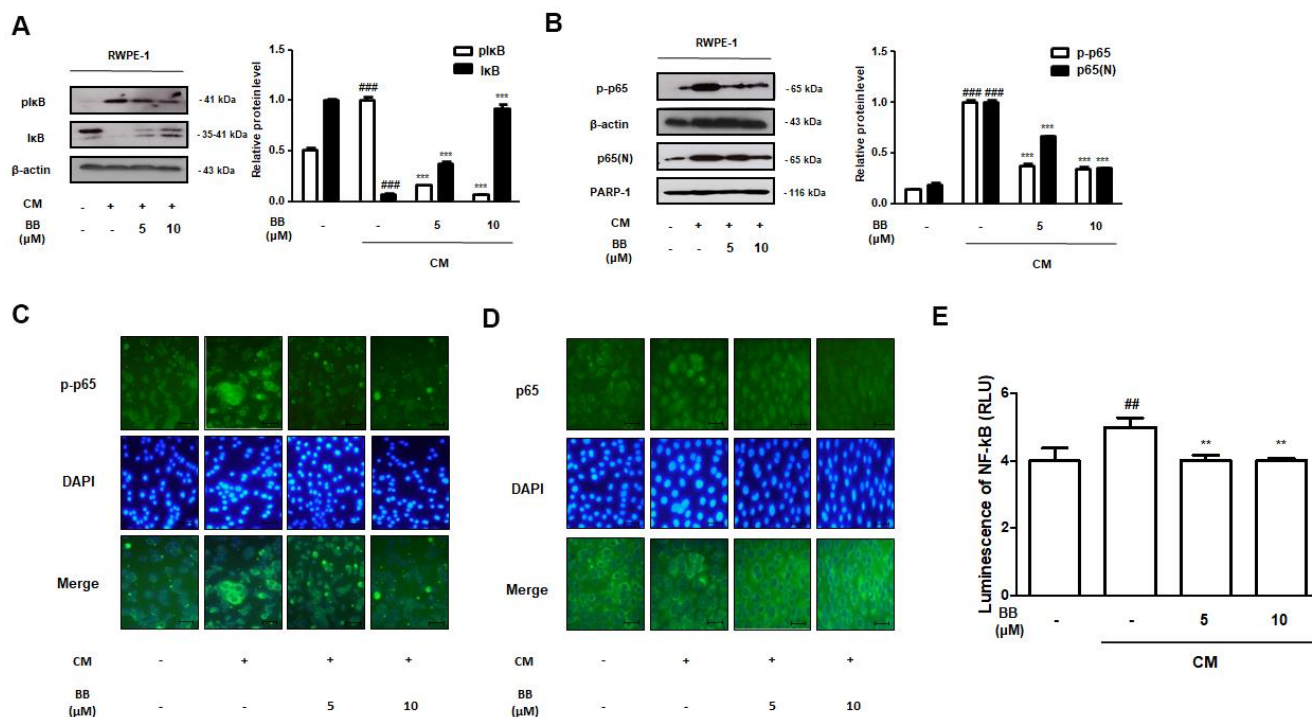 A
RWPE-1
pIκB
- 41 kDa
IκB
- 35-41 kDa
β-actin
- 43 kDa
CM - + + +
BB - - 5 10
(μM)
Relative protein level
1.5
1.0
0.5
0.0
pIκB
IκB
###
###
***
***
***
***
BB - - 5 10
(μM)
CM
B
RWPE-1
p-p65
- 65 kDa
β-actin
- 43 kDa
p65(N)
- 65 kDa
PARP-1
- 116 kDa
CM - + + +
BB - - 5 10
(μM)
Relative protein level
1.5
1.0
0.5
0.0
p-p65
p65(N)
### ###
***
***
*** ***
BB - - 5 10
(μM)
CM
C
p-p65
DAPI
Merge
CM - + + +
BB - - 5 10
(μM)
D
p65
DAPI
Merge
CM - + + +
BB - - 5 10
(μM)
E
Luminescence of NF-kB (RLU)
6
4
2
0
##
**
**
BB - - 5 10
(μM)
CM